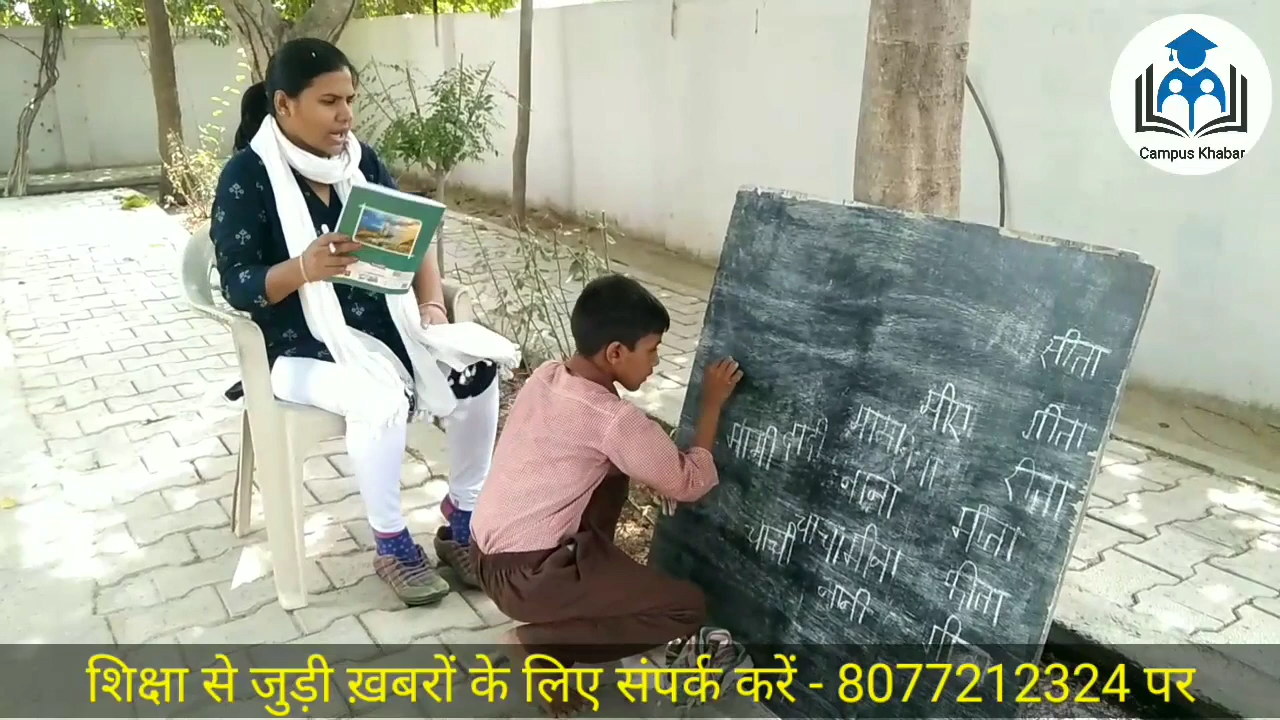 Campus Khabar
सीता
मीरा
गीता
मामी दादी मामा
रीना
नाना
मीता
चाची चाचा मीना
नानी
शिक्षा से जुड़ी ख़बरों के लिए संपर्क करें - 8077212324 पर